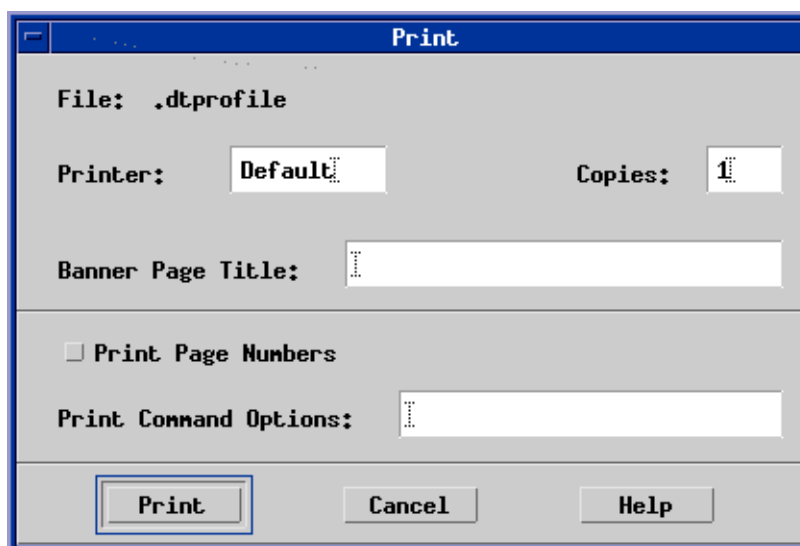 Print
File: .dtprofile
Printer: Default Copies: 1
Banner Page Title:
Print Page Numbers
Print Command Options:
Print Cancel Help